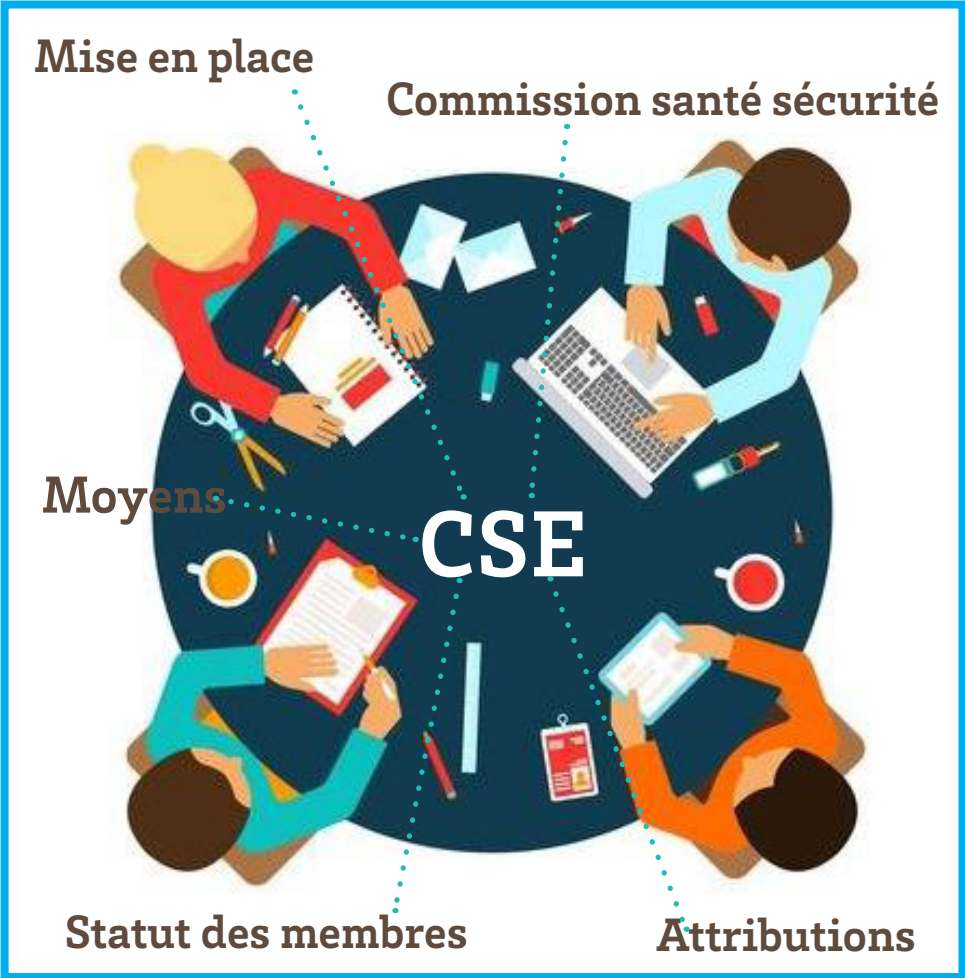 Mise en place
Commission santé sécurité
Moyens
CSE
Statut des membres
Attributions